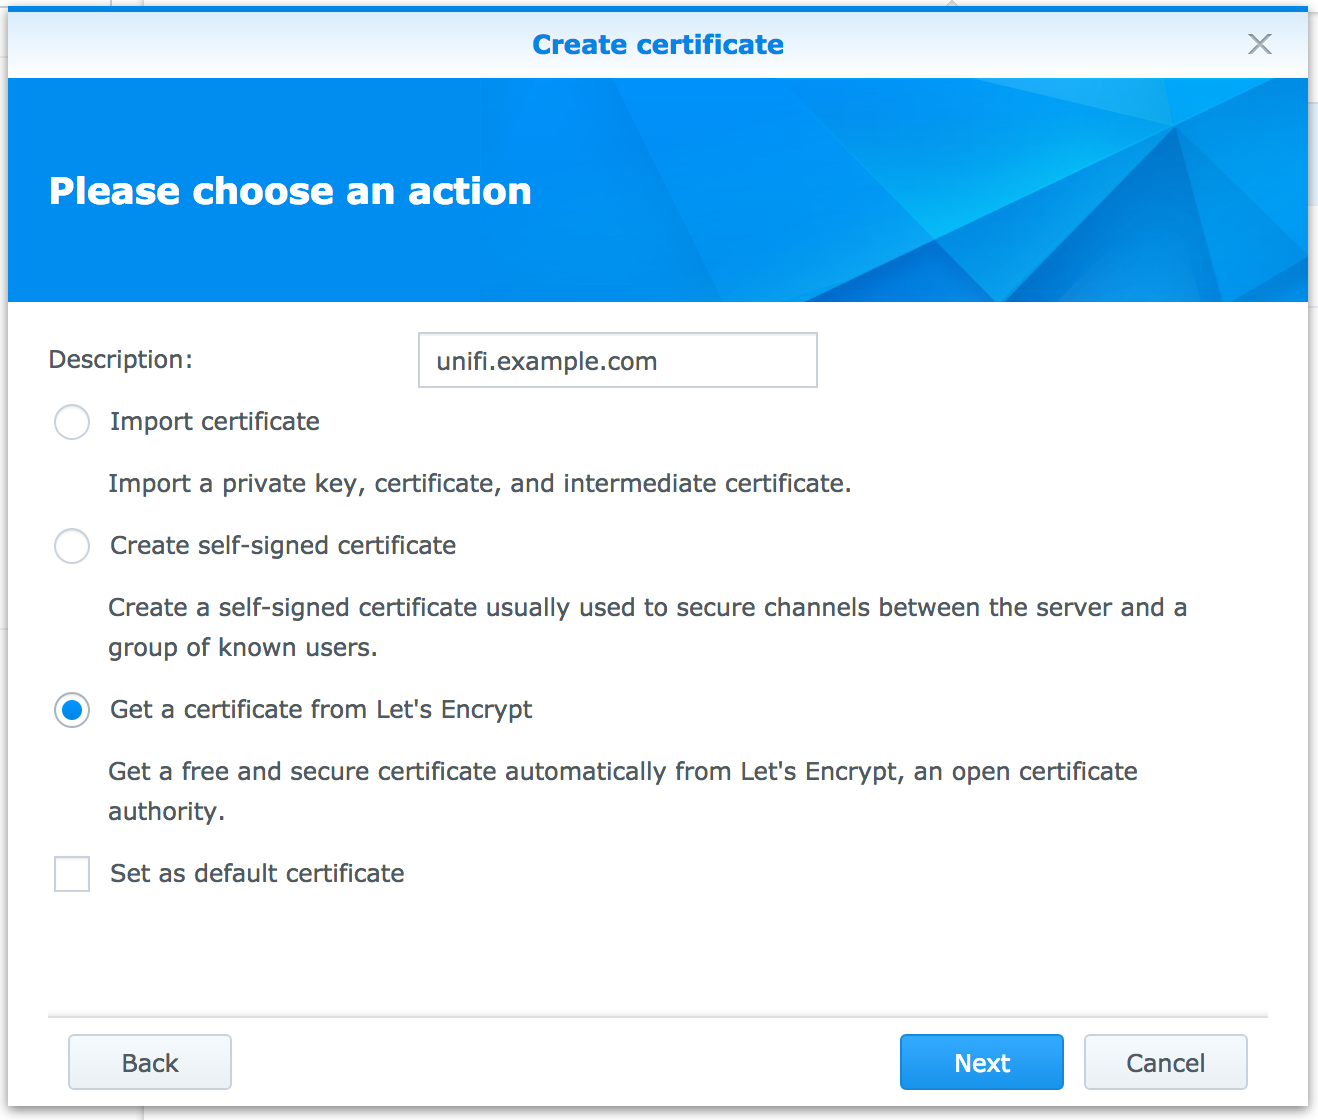 Create certificate
Please choose an action
Description:
unifi.example.com
Import certificate
Import a private key, certificate, and intermediate certificate.
Create self-signed certificate
Create a self-signed certificate usually used to secure channels between the server and a
group of known users.
Get a certificate from Let's Encrypt
Get a free and secure certificate automatically from Let's Encrypt, an open certificate
authority.
Set as default certificate
Back
Next
Cancel